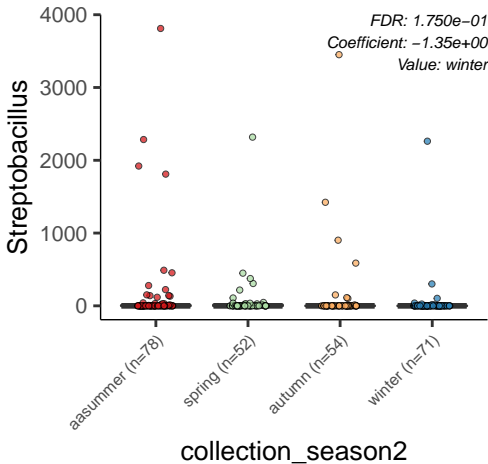 FDR: 1.750e−01
Coefficient: −1.35e+00
Value: winter
4000
3000
2000
1000
0
Streptobacillus
aasummer (n=78)
spring (n=52)
autumn (n=54)
winter (n=71)
collection_season2